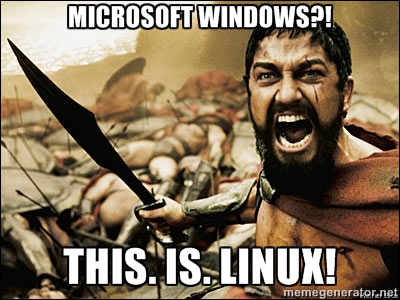 MICROSOFT WINDOWS?!
THIS. IS. LINUX!
memegenerator.net